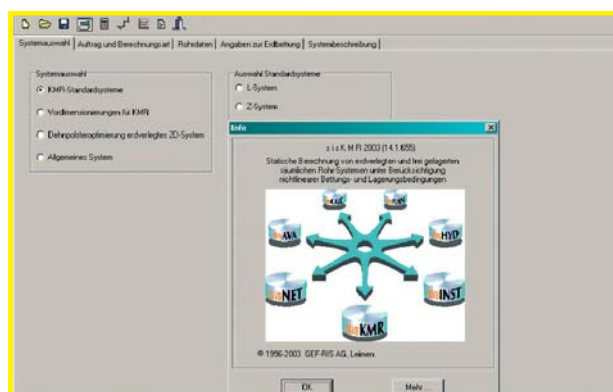 Systemauswahl | Auftrag und Berechnungsart | Rohrdaten | Angaben zur Erdbettung | Systembeschreibung
Systemauswahl
KMR-Standardsysteme
Vordimensionierungen für KMR
Dehnpolsteroptimierung erdverlegtes 2D-System
Allgemeines System
Auswahl Standardsysteme
L-System
Z-System
Info
s i s K M R 2003 (14.1.655)
Statische Berechnung von erdverlegten und frei gelagerten
räumlichen Rohr-Systemen unter Berücksichtigung
nichtlinearer Bettungs- und Lagerungsbedingungen
AVA
HYD
NET
INST
KMR
© 1996-2003 GEF-RIS AG, Leimen
OK
Mehr...